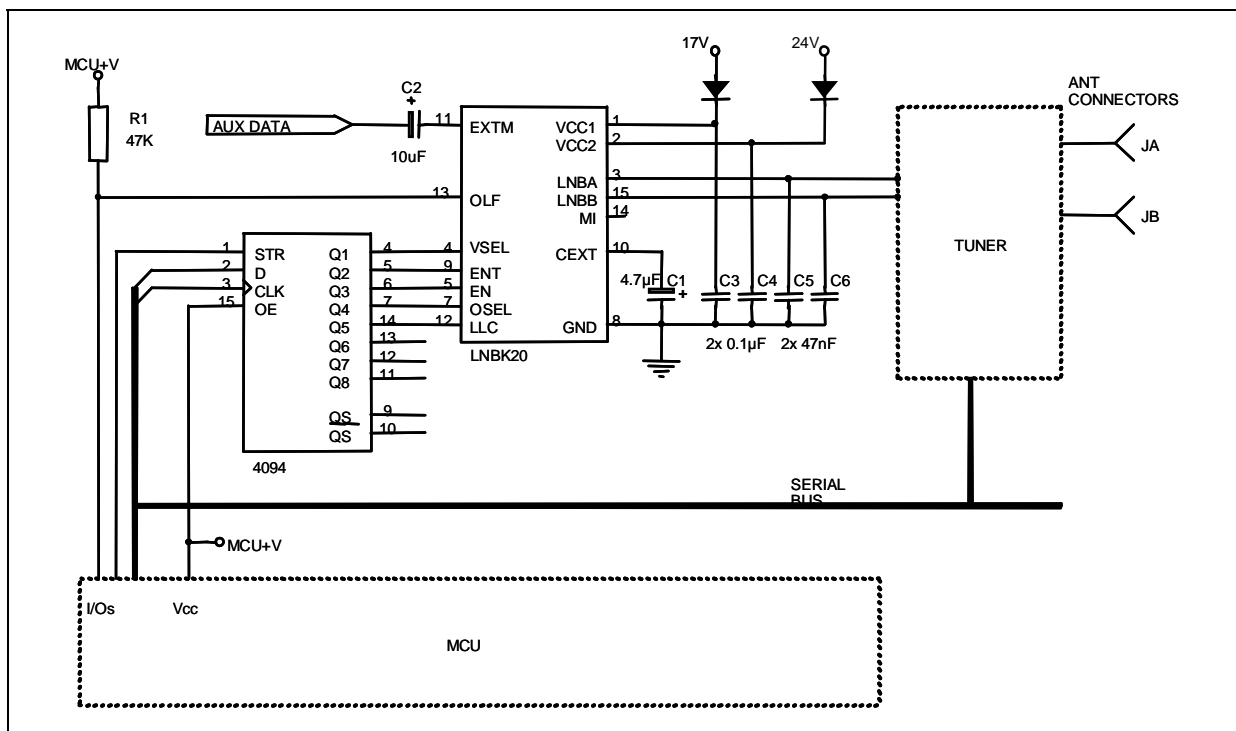 MCU+V
R1
47K
AUX DATA
C2
+
10uF
17V
24V
ANT
CONNECTORS
JA
JB
TUNER
11 EXTM
13 OLF
4 VSEL
9 ENT
5 EN
7 OSEL
12 LLC
VCC1 1
VCC2 2
LNBA 3
LNBB 15
MI 14
CEXT 10
GND 8
LNBK20
4.7µF C1
+
C3 C4 C5 C6
2x 0.1µF 2x 47nF
1 STR
2 D
3 CLK
15 OE
Q1 4
Q2 5
Q3 6
Q4 7
Q5 14
Q6 13
Q7 12
Q8 11
QS 9
QS 10
4094
SERIAL
BUS
MCU+V
I/Os Vcc
MCU